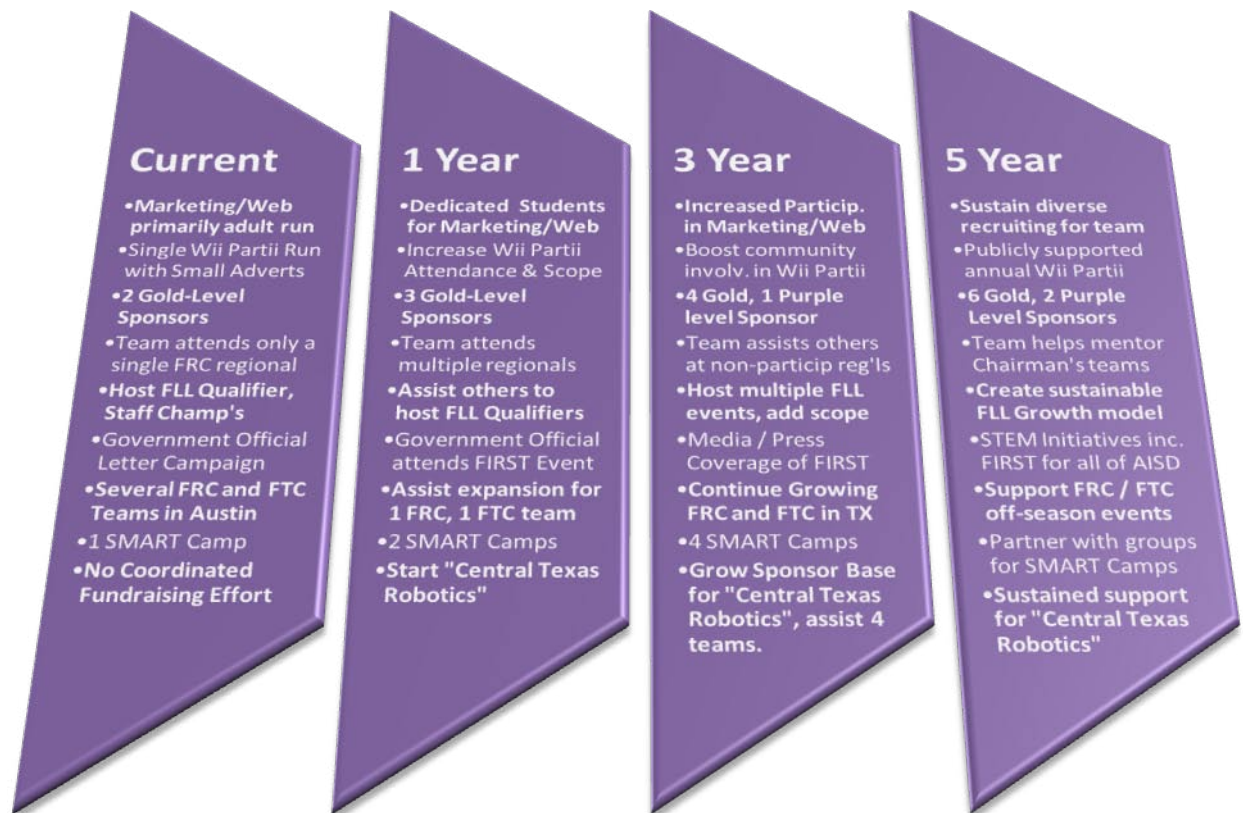 Current
•Marketing/Web
primarily adult run
•Single Wii Partii Run
with Small Adverts
•2 Gold-Level
Sponsors
•Team attends only a
single FRC regional
•Host FLL Qualifier,
Staff Champ's
•Government Official
Letter Campaign
•Several FRC and FTC
Teams in Austin
•1 SMART Camp
•No Coordinated
Fundraising Effort
1 Year
•Dedicated Students
for Marketing/Web
•Increase Wii Partii
Attendance & Scope
•3 Gold-Level
Sponsors
•Team attends
multiple regionals
•Assist others to
host FLL Qualifiers
•Government Official
attends FIRST Event
•Assist expansion for
1 FRC, 1 FTC team
•2 SMART Camps
•Start "Central Texas
Robotics"
3 Year
•Increased Particip.
in Marketing/Web
•Boost community
involv. in Wii Partii
•4 Gold, 1 Purple
level Sponsor
•Team assists others
at non-particip reg'ls
•Host multiple FLL
events, add scope
•Media / Press
Coverage of FIRST
•Continue Growing
FRC and FTC in TX
•4 SMART Camps
•Grow Sponsor Base
for "Central Texas
Robotics", assist 4
teams.
5 Year
•Sustain diverse
recruiting for team
•Publicly supported
annual Wii Partii
•6 Gold, 2 Purple
Level Sponsors
•Team helps mentor
Chairman's teams
•Create sustainable
FLL Growth model
•STEM Initiatives inc.
FIRST for all of AISD
•Support FRC / FTC
off-season events
•Partner with groups
for SMART Camps
•Sustained support
for "Central Texas
Robotics"